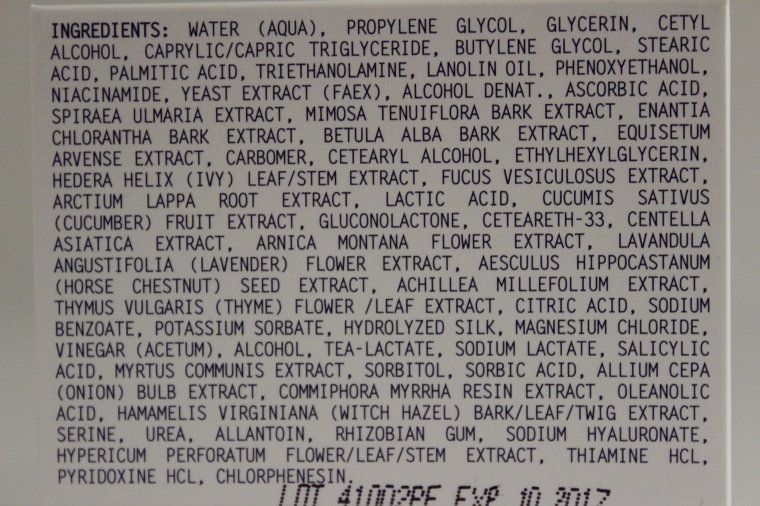 INGREDIENTS: WATER (AQUA), PROPYLENE GLYCOL, GLYCERIN, CETYL
ALCOHOL, CAPRYLIC/CAPRIC TRIGLYCERIDE, BUTYLENE GLYCOL, STEARIC
ACID, PALMITIC ACID, TRIETHANOLAMINE, LANOLIN OIL, PHENOXYETHANOL,
NIACINAMIDE, YEAST EXTRACT (FAEX), ALCOHOL DENAT., ASCORBIC ACID,
SPIRAEA ULMARIA EXTRACT, MIMOSA TENUIFLORA BARK EXTRACT, ENANTIA
CHLORANTHA BARK EXTRACT, BETULA ALBA BARK EXTRACT, EQUISETUM
ARVENSE EXTRACT, CARBOMER, CETEARYL ALCOHOL, ETHYLHEXYLGLYCERIN,
HEDERA HELIX (IVY) LEAF/STEM EXTRACT, FUCUS VESICULOSUS EXTRACT,
ARCTIUM LAPPA ROOT EXTRACT, LACTIC ACID, CUCUMIS SATIVUS
(CUCUMBER) FRUIT EXTRACT, GLUCONOLACTONE, CETEARETH-33, CENTELLA
ASIATICA EXTRACT, ARNICA MONTANA FLOWER EXTRACT, LAVANDULA
ANGUSTIFOLIA (LAVENDER) FLOWER EXTRACT, AESCULUS HIPPOCASTANUM
(HORSE CHESTNUT) SEED EXTRACT, ACHILLEA MILLEFOLIUM EXTRACT,
THYMUS VULGARIS (THYME) FLOWER /LEAF EXTRACT, CITRIC ACID, SODIUM
BENZOATE, POTASSIUM SORBATE, HYDROLYZED SILK, MAGNESIUM CHLORIDE,
VINEGAR (ACETUM), ALCOHOL, TEA-LACTATE, SODIUM LACTATE, SALICYLIC
ACID, MYRTUS COMMUNIS EXTRACT, SORBITOL, SORBIC ACID, ALLIUM CEPA
(ONION) BULB EXTRACT, COMMIPHORA MYRRHA RESIN EXTRACT, OLEANOLIC
ACID, HAMAMELIS VIRGINIANA (WITCH HAZEL) BARK/LEAF/TWIG EXTRACT,
SERINE, UREA, ALLANTOIN, RHIZOBIAN GUM, SODIUM HYALURONATE,
HYPERICUM PERFORATUM FLOWER/LEAF/STEM EXTRACT, THIAMINE HCL,
PYRIDOXINE HCL, CHLORPHENESIN.
LOT EXP 10 2017